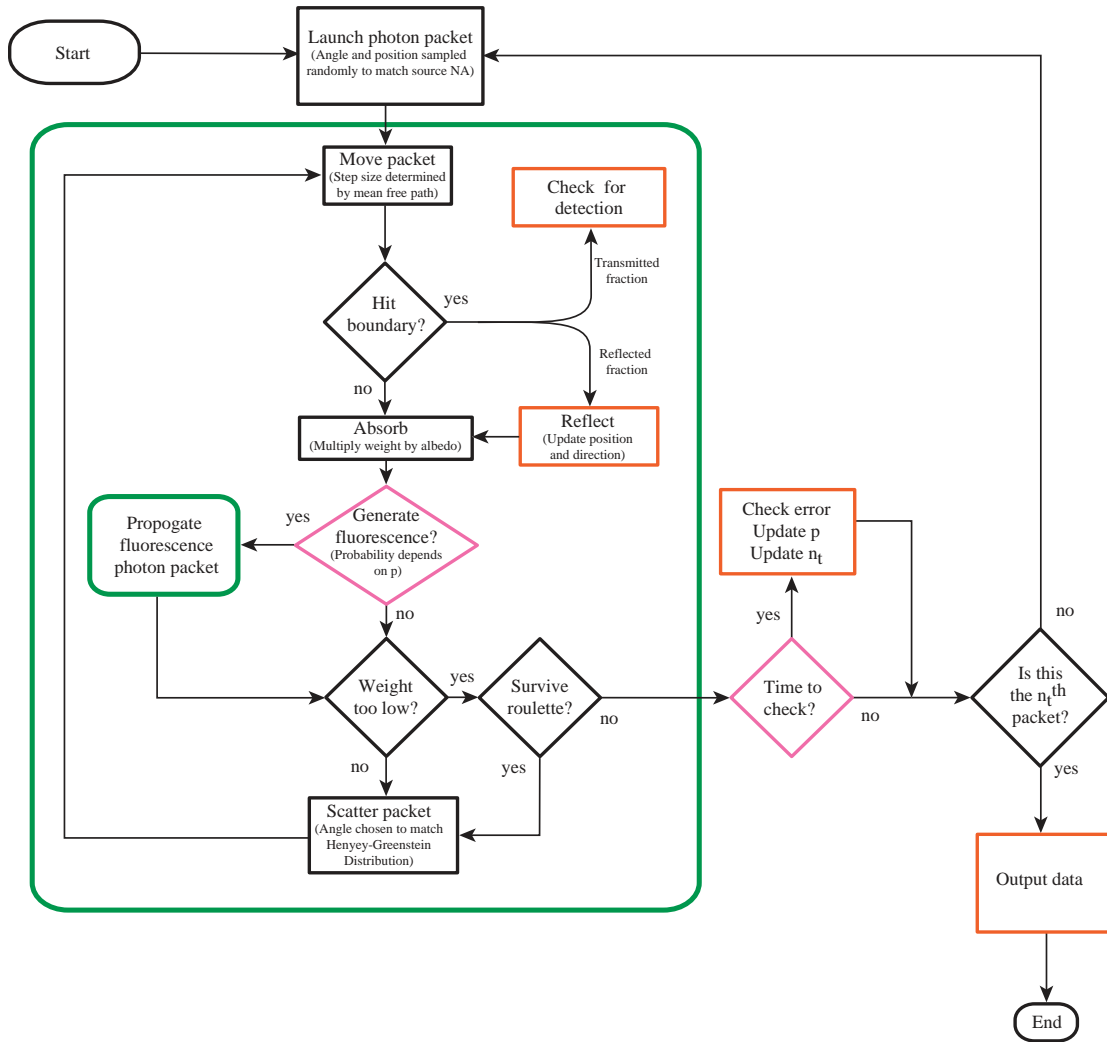 Start
Launch photon packet
(Angle and position sampled
randomly to match source NA)
Move packet
(Step size determined
by mean free path)
Check for
detection
Transmitted
fraction
Hit
boundary?
yes
Reflected
fraction
no
Absorb
(Multiply weight by albedo)
Reflect
(Update position
and direction)
Propogate
fluorescence
photon packet
yes
Generate
fluorescence?
(Probability depends
on p)
no
Check error
Update p
Update n_t
yes
no
Weight
too low?
yes
Survive
roulette?
no
Time to
check?
no
Is this
the n_t^th
packet?
no
yes
yes
Scatter packet
(Angle chosen to match
Henyey-Greenstein
Distribution)
Output data
End